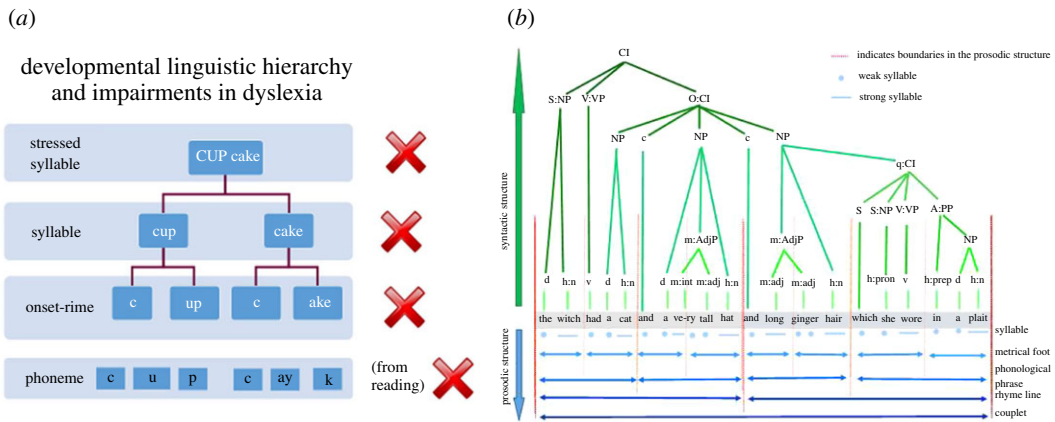 (a)
developmental linguistic hierarchy
and impairments in dyslexia
stressed
syllable
CUP cake
syllable
cup
cake
onset-rime
c
up
c
ake
phoneme
c
u
p
c
ay
k
(from
reading)
(b)
syntactic structure
prosodic structure
indicates boundaries in the prosodic structure
weak syllable
strong syllable
CI
S:NP V:VP O:CI
NP c NP c NP
q:CI
S S:NP V:VP A:PP
m:AdjP m:AdjP NP
d h:n v d h:n d m:int m:adj h:n m:adj m:adj h:n h:pron v h:prep d h:n
the witch had a cat and a ve-ry tall hat and long ginger hair which she wore in a plait
syllable
metrical foot
phonological
phrase
rhyme line
couplet